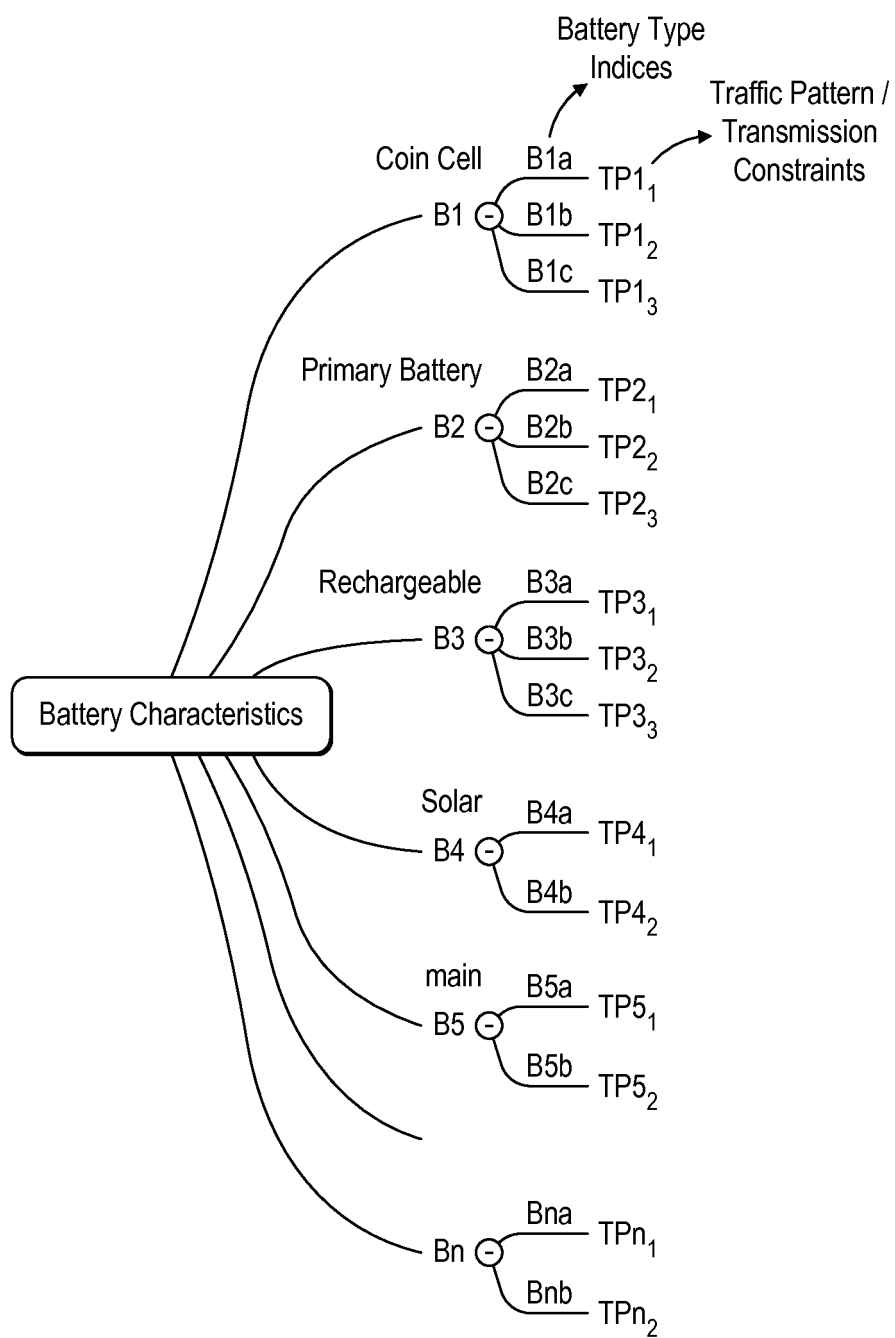 Battery Type
Indices
Traffic Pattern /
Transmission
Constraints
Coin Cell
B1
B1a
TP1₁
B1b
TP1₂
B1c
TP1₃
Primary Battery
B2
B2a
TP2₁
B2b
TP2₂
B2c
TP2₃
Rechargeable
B3
B3a
TP3₁
B3b
TP3₂
B3c
TP3₃
Battery Characteristics
Solar
B4
B4a
TP4₁
B4b
TP4₂
main
B5
B5a
TP5₁
B5b
TP5₂
Bn
Bna
TPn₁
Bnb
TPn₂